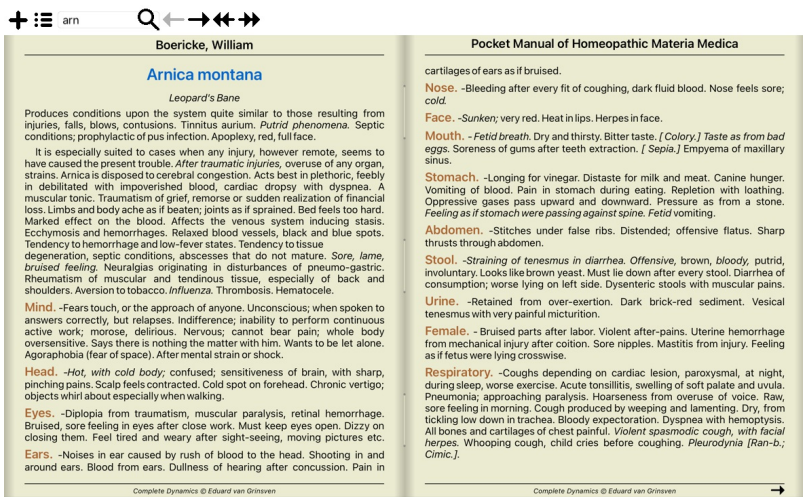 arn
Boericke, William
Arnica montana
Leopard's Bane
Produces conditions upon the system quite similar to those resulting from
injuries, falls, blows, contusions. Tinnitus aurium. Putrid phenomena. Septic
conditions; prophylactic of pus infection. Apoplexy, red, full face.
It is especially suited to cases when any injury, however remote, seems to
have caused the present trouble. After traumatic injuries, overuse of any organ,
strains. Arnica is disposed to cerebral congestion. Acts best in plethoric, feebly
in debilitated with impoverished blood, cardiac dropsy with dyspnea. A
muscular tonic. Traumatism of grief, remorse or sudden realization of financial
loss. Limbs and body ache as if beaten; joints as if sprained. Bed feels too hard.
Marked effect on the blood. Affects the venous system inducing stasis.
Ecchymosis and hemorrhages. Relaxed blood vessels, black and blue spots.
Tendency to hemorrhage and low-fever states. Tendency to tissue
degeneration, septic conditions, abscesses that do not mature. Sore, lame,
bruised feeling. Neuralgias originating in disturbances of pneumo-gastric.
Rheumatism of muscular and tendinous tissue, especially of back and
shoulders. Aversion to tobacco. Influenza. Thrombosis. Hematocele.
Mind. -Fears touch, or the approach of anyone. Unconscious; when spoken to
answers correctly, but relapses. Indifference; inability to perform continuous
active work; morose, delirious. Nervous; cannot bear pain; whole body
oversensitive. Says there is nothing the matter with him. Wants to be let alone.
Agoraphobia (fear of space). After mental strain or shock.
Head. -Hot, with cold body; confused; sensitiveness of brain, with sharp,
pinching pains. Scalp feels contracted. Cold spot on forehead. Chronic vertigo;
objects whirl about especially when walking.
Eyes. -Diplopia from traumatism, muscular paralysis, retinal hemorrhage.
Bruised, sore feeling in eyes after close work. Must keep eyes open. Dizzy on
closing them. Feel tired and weary after sight-seeing, moving pictures etc.
Ears. -Noises in ear caused by rush of blood to the head. Shooting in and
around ears. Blood from ears. Dullness of hearing after concussion. Pain in
Complete Dynamics © Eduard van Grinsven
Pocket Manual of Homeopathic Materia Medica
cartilages of ears as if bruised.
Nose. -Bleeding after every fit of coughing, dark fluid blood. Nose feels sore;
cold.
Face. -Sunken; very red. Heat in lips. Herpes in face.
Mouth. - Fetid breath. Dry and thirsty. Bitter taste. [ Colory.] Taste as from bad
eggs. Soreness of gums after teeth extraction. [ Sepia.] Empyema of maxillary
sinus.
Stomach. -Longing for vinegar. Distaste for milk and meat. Canine hunger.
Vomiting of blood. Pain in stomach during eating. Repletion with loathing.
Oppressive gases pass upward and downward. Pressure as from a stone.
Feeling as if stomach were passing against spine. Fetid vomiting.
Abdomen. -Stitches under false ribs. Distended; offensive flatus. Sharp
thrusts through abdomen.
Stool. -Straining of tenesmus in diarrhea. Offensive, brown, bloody, putrid,
involuntary. Looks like brown yeast. Must lie down after every stool. Diarrhea of
consumption; worse lying on left side. Dysenteric stools with muscular pains.
Urine. -Retained from over-exertion. Dark brick-red sediment. Vesical
tenesmus with very painful micturition.
Female. - Bruised parts after labor. Violent after-pains. Uterine hemorrhage
from mechanical injury after coition. Sore nipples. Mastitis from injury. Feeling
as if fetus were lying crosswise.
Respiratory. -Coughs depending on cardiac lesion, paroxysmal, at night,
during sleep, worse exercise. Acute tonsillitis, swelling of soft palate and uvula.
Pneumonia; approaching paralysis. Hoarseness from overuse of voice. Raw,
sore feeling in morning. Cough produced by weeping and lamenting. Dry, from
tickling low down in trachea. Bloody expectoration. Dyspnea with hemoptysis.
All bones and cartilages of chest painful. Violent spasmodic cough, with facial
herpes. Whooping cough, child cries before coughing. Pleurodynia [Ran-b.;
Cimic.].
Complete Dynamics © Eduard van Grinsven